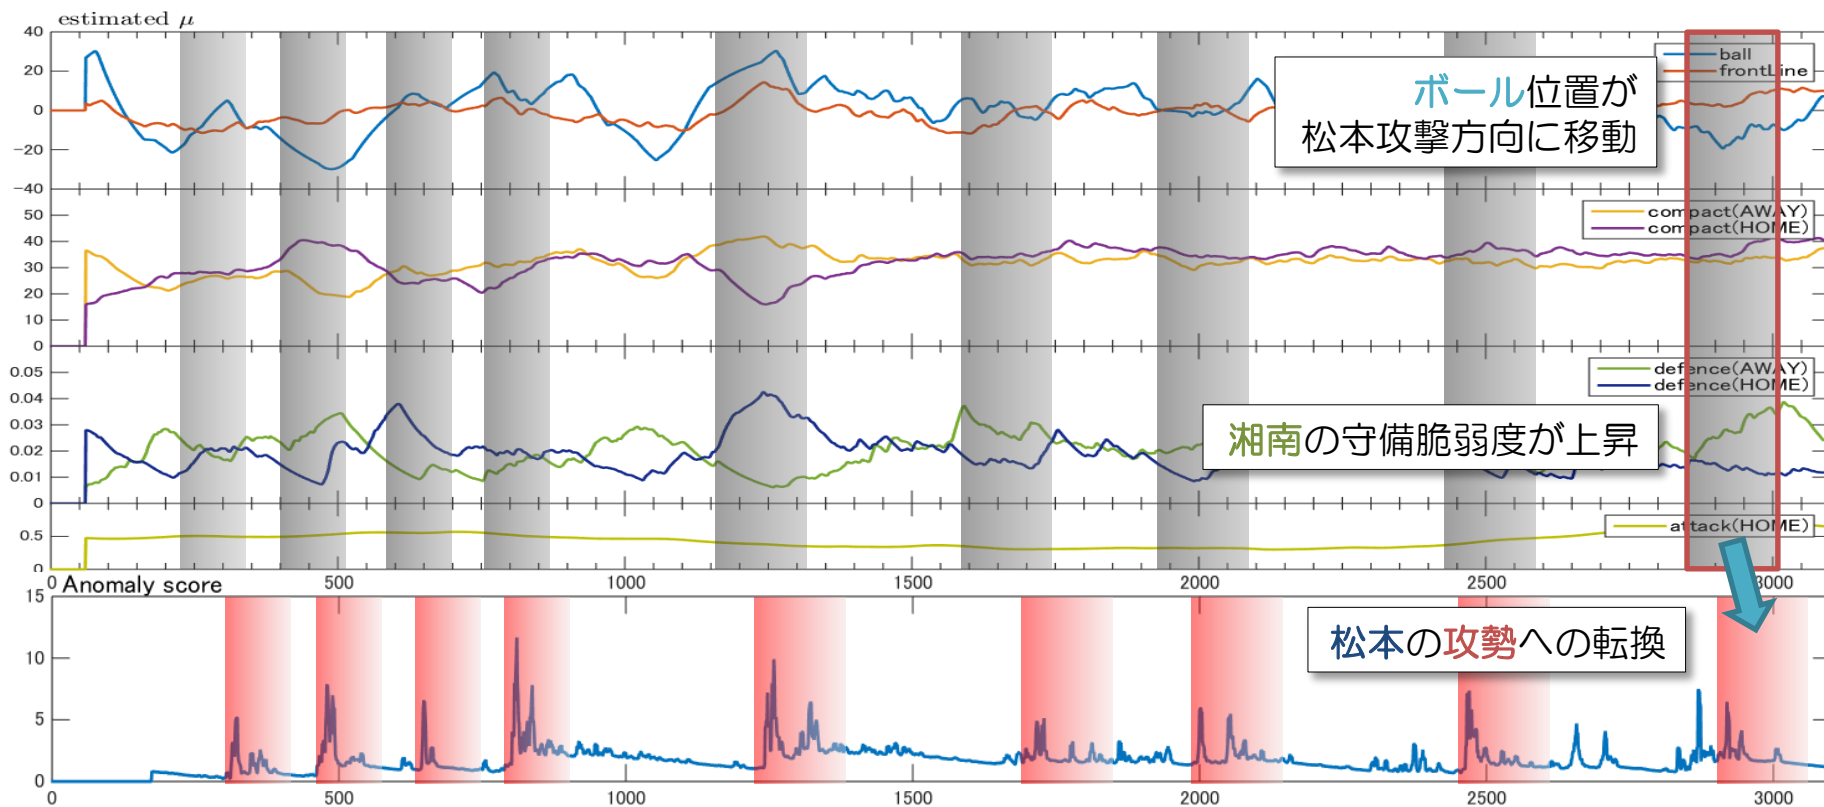 estimated μ
40
20
0
−20
−40
ball
frontLine
ボール位置が
松本攻撃方向に移動
50
40
30
20
10
0
compact(AWAY)
compact(HOME)
0.05
0.04
0.03
0.02
0.01
0
defence(AWAY)
defence(HOME)
湘南の守備脆弱度が上昇
0.5
0
attack(HOME)
0 500 1000 1500 2000 2500 3000
Anomaly score
15
10
5
0
松本の攻勢への転換
0 500 1000 1500 2000 2500 3000